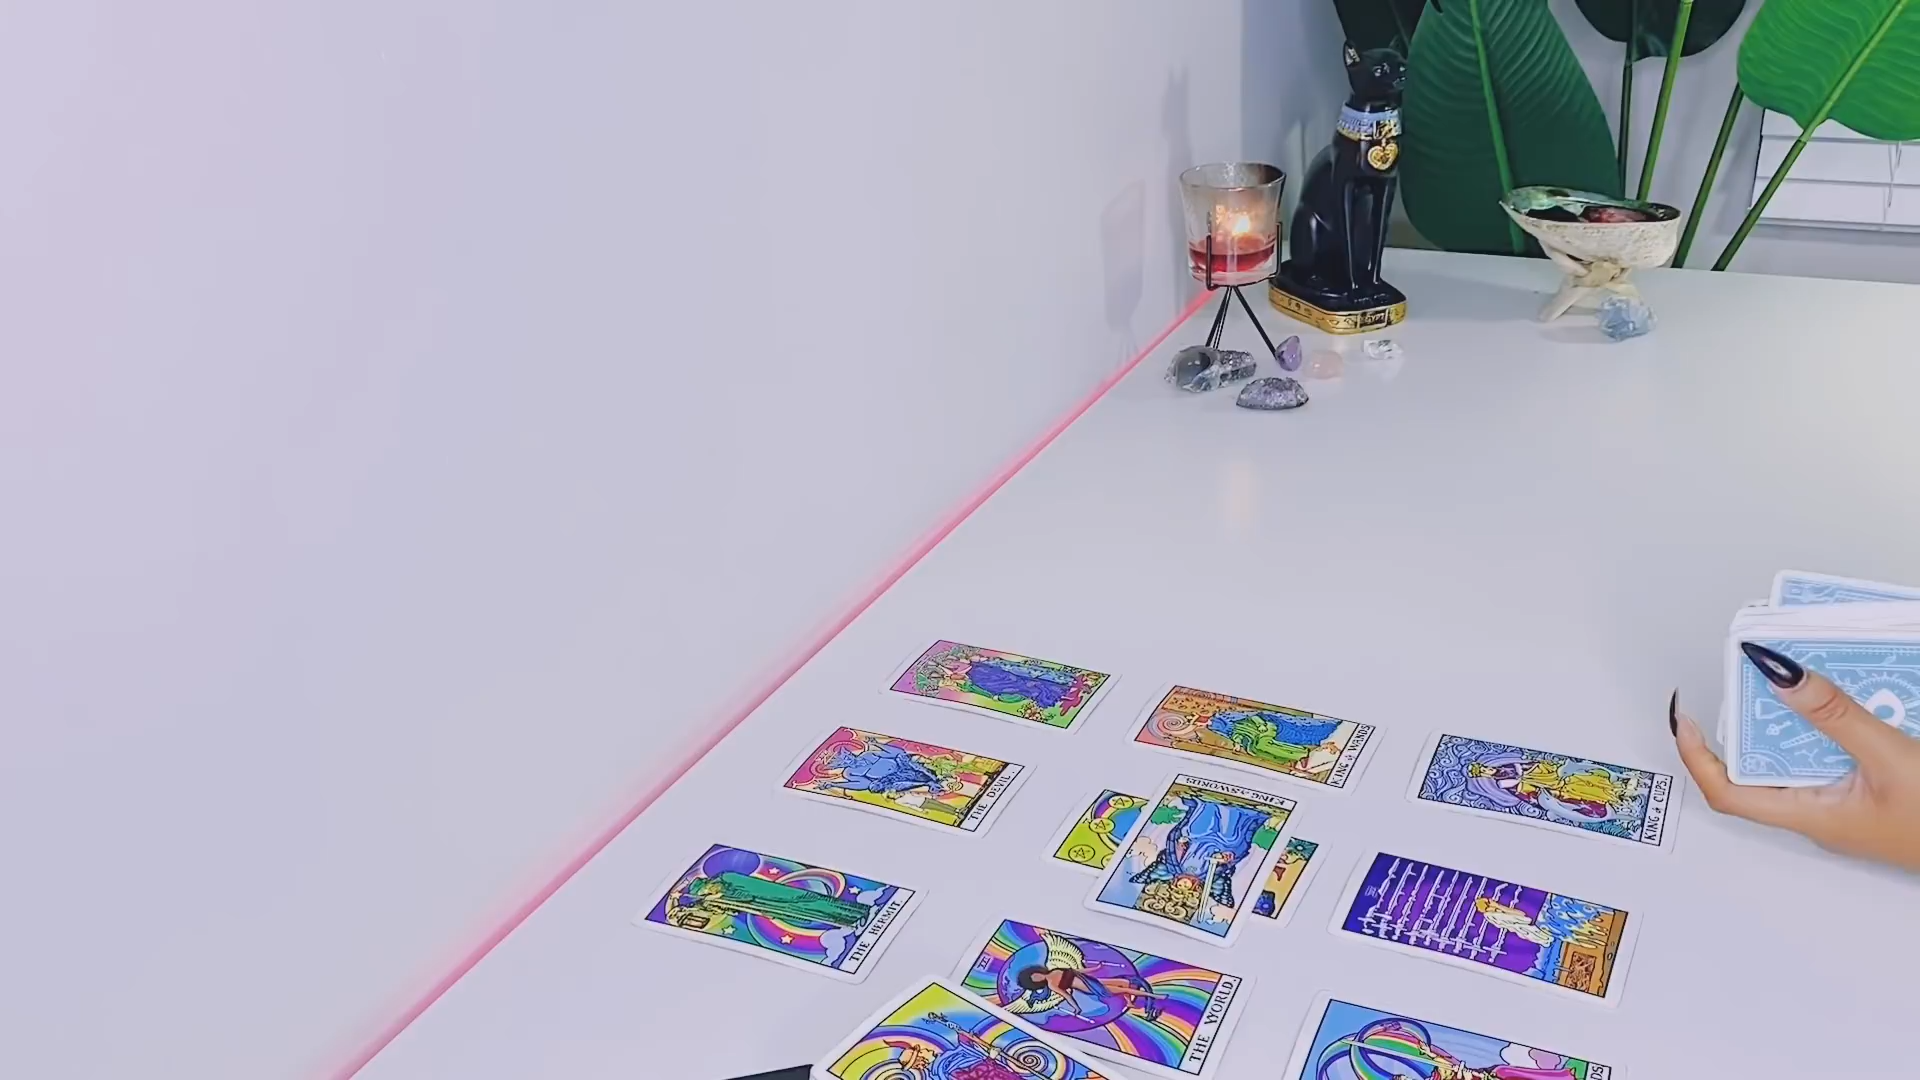 KING of WANDS
KING of CUPS.
THE DEVIL.
KING of SWORDS.
THE HERMIT.
THE WORLD.